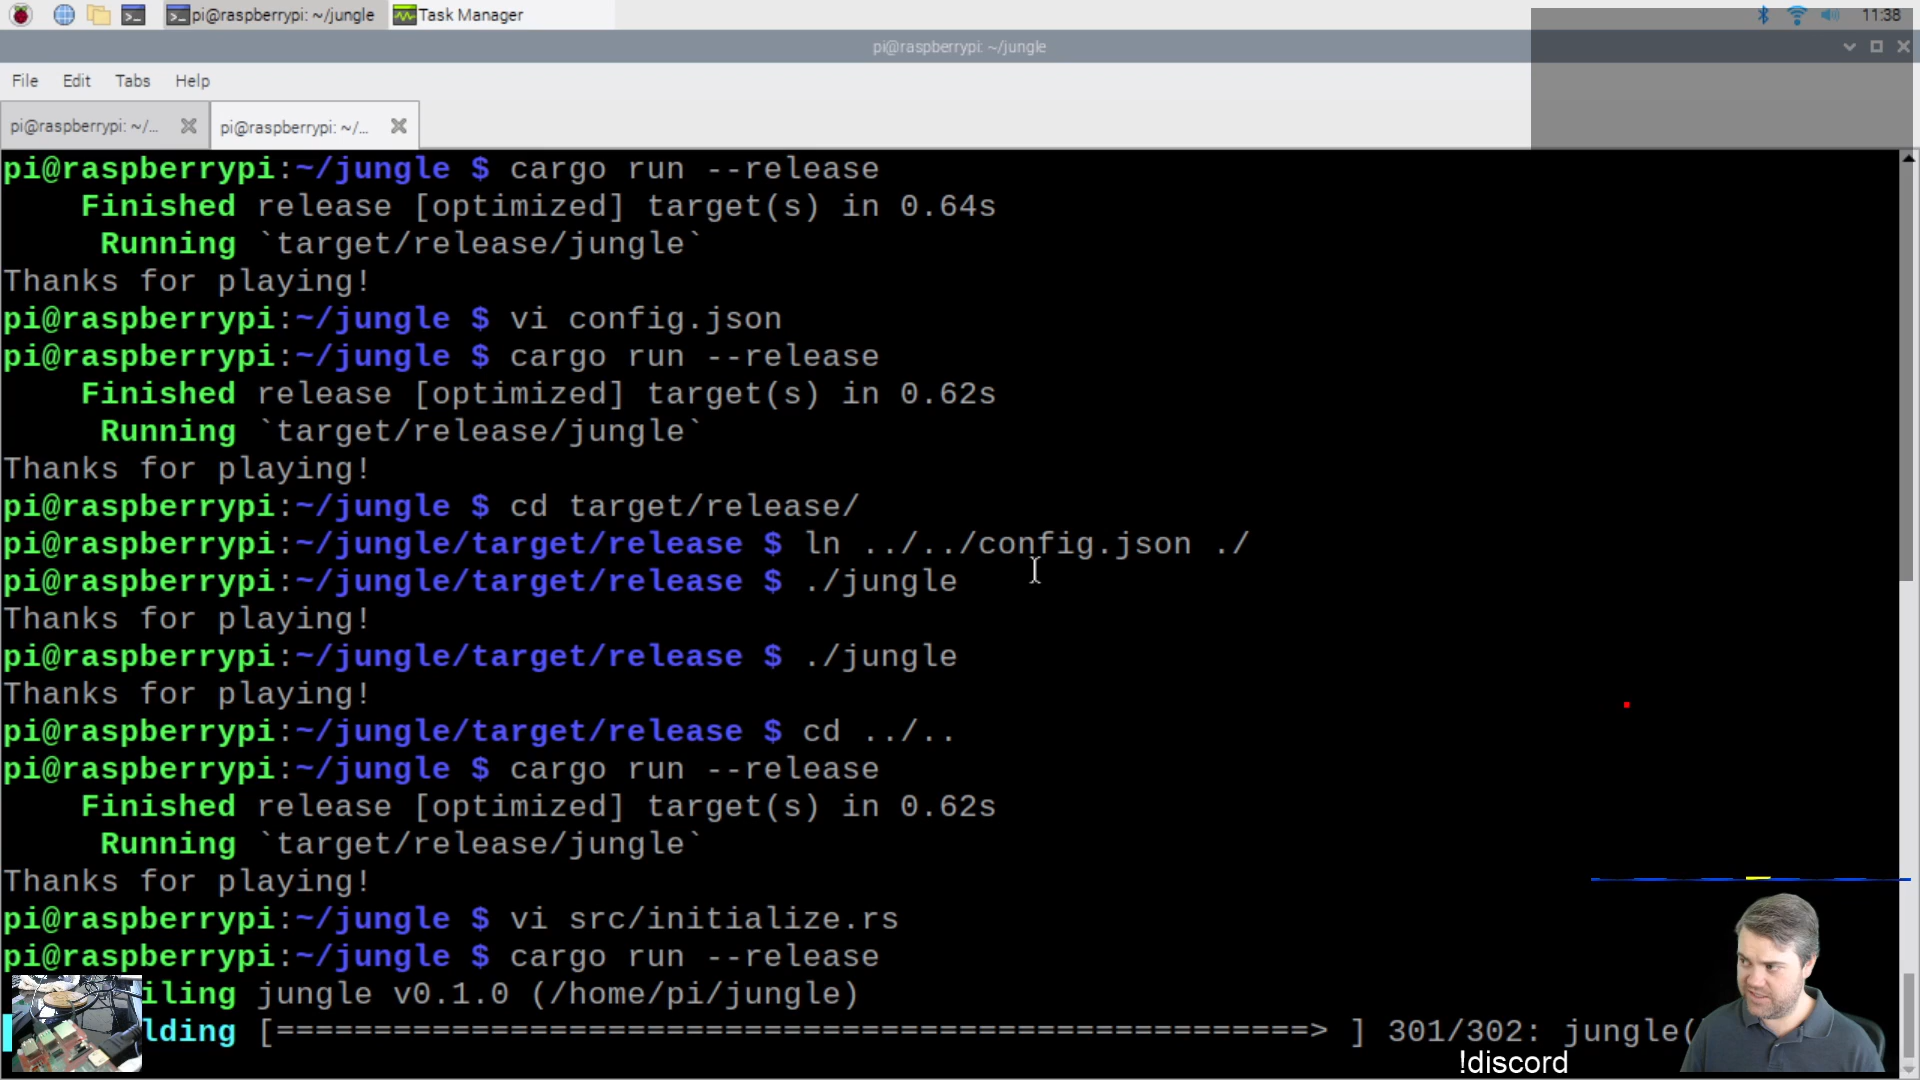 pi@raspberrypi: ~/jungle
Task Manager
11:38
pi@raspberrypi: ~/jungle
File Edit Tabs Help
pi@raspberrypi: ~/... pi@raspberrypi: ~/...
pi@raspberrypi:~/jungle $ cargo run --release
Finished release [optimized] target(s) in 0.64s
Running `target/release/jungle`
Thanks for playing!
pi@raspberrypi:~/jungle $ vi config.json
pi@raspberrypi:~/jungle $ cargo run --release
Finished release [optimized] target(s) in 0.62s
Running `target/release/jungle`
Thanks for playing!
pi@raspberrypi:~/jungle $ cd target/release/
pi@raspberrypi:~/jungle/target/release $ ln ../../config.json ./
pi@raspberrypi:~/jungle/target/release $ ./jungle
Thanks for playing!
pi@raspberrypi:~/jungle/target/release $ ./jungle
Thanks for playing!
pi@raspberrypi:~/jungle/target/release $ cd ../..
pi@raspberrypi:~/jungle $ cargo run --release
Finished release [optimized] target(s) in 0.62s
Running `target/release/jungle`
Thanks for playing!
pi@raspberrypi:~/jungle $ vi src/initialize.rs
pi@raspberrypi:~/jungle $ cargo run --release
iling jungle v0.1.0 (/home/pi/jungle)
lding [=====================================================> ] 301/302: jungle(
!discord